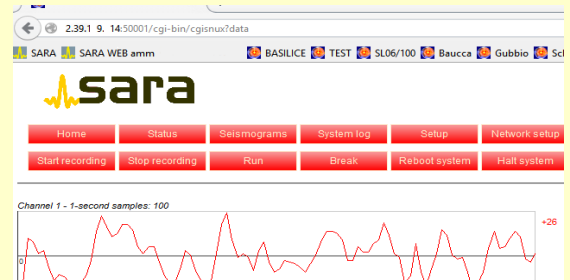 2.39.1 9. 14:50001/cgi-bin/cgisnux?data
SARA SARA WEB amm BASILICE TEST SL06/100 Baucca Gubbio
sara
Home Status Seismograms System log Setup Network setup
Start recording Stop recording Run Break Reboot system Halt system
Channel 1 - 1-second samples: 100
+26
0